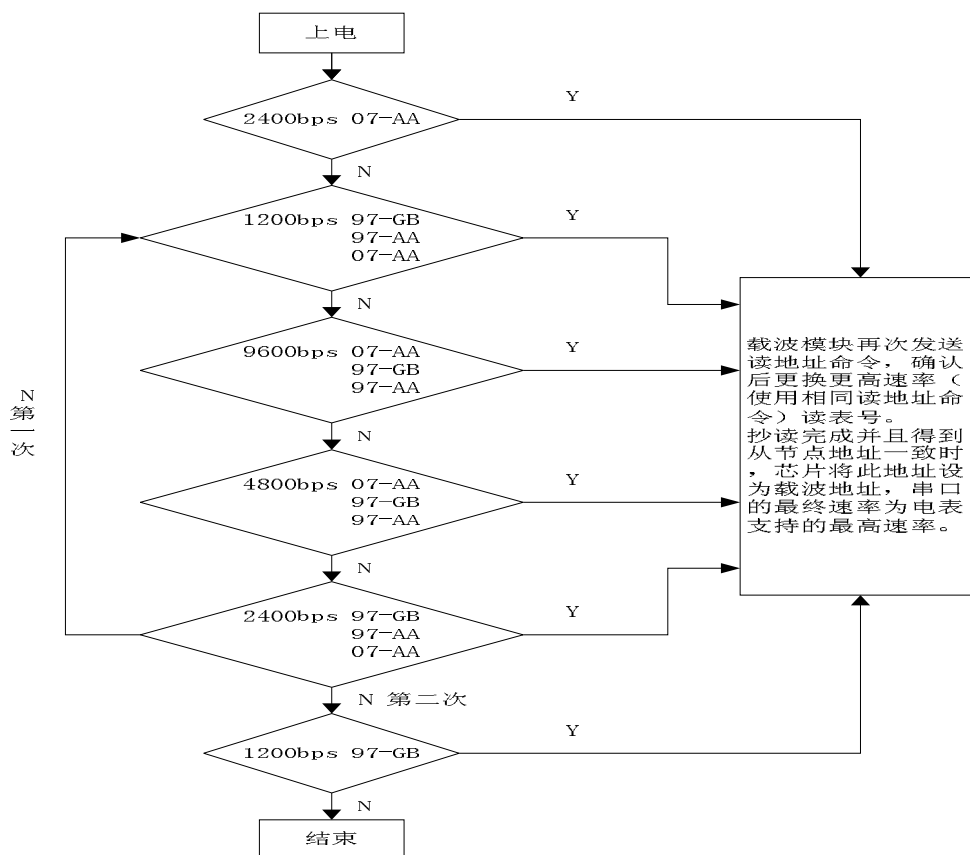 上电
Y
2400bps 07-AA
N
1200bps 97-GB
97-AA
07-AA
Y
N
9600bps 07-AA
97-GB
97-AA
Y
N
4800bps 07-AA
97-GB
97-AA
Y
N
2400bps 97-GB
97-AA
07-AA
Y
N
第
一
次
N 第二次
1200bps 97-GB
Y
N
结束
载波模块再次发送
读地址命令，确认
后更换更高速率（
使用相同读地址命
令）读表号。
抄读完成并且得到
从节点地址一致时
，芯片将此地址设
为载波地址，串口
的最终速率为电表
支持的最高速率。